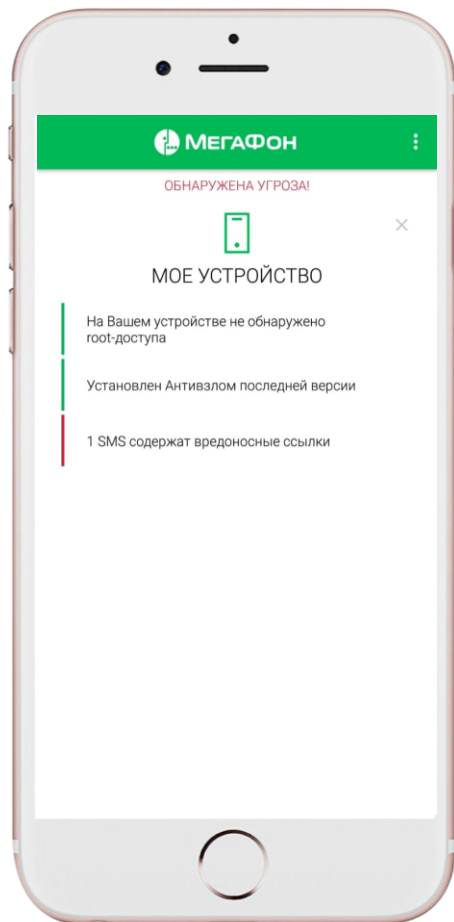 МЕГАФОН
ОБНАРУЖЕНА УГРОЗА!
МОЕ УСТРОЙСТВО
На Вашем устройстве не обнаружено
root-доступа
Установлен Антивзлом последней версии
1 SMS содержат вредоносные ссылки